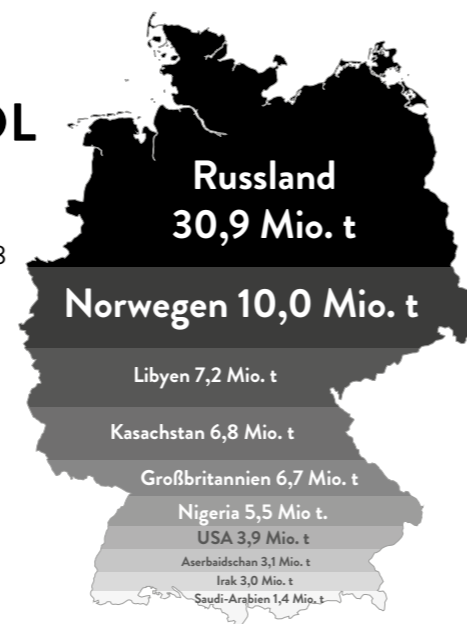 ÖL
8
Russland
30,9 Mio. t
Norwegen 10,0 Mio. t
Libyen 7,2 Mio. t
Kasachstan 6,8 Mio. t
Großbritannien 6,7 Mio. t
Nigeria 5,5 Mio t.
USA 3,9 Mio. t
Aserbaidschan 3,1 Mio. t
Irak 3,0 Mio. t
Saudi-Arabien 1,4 Mio. t